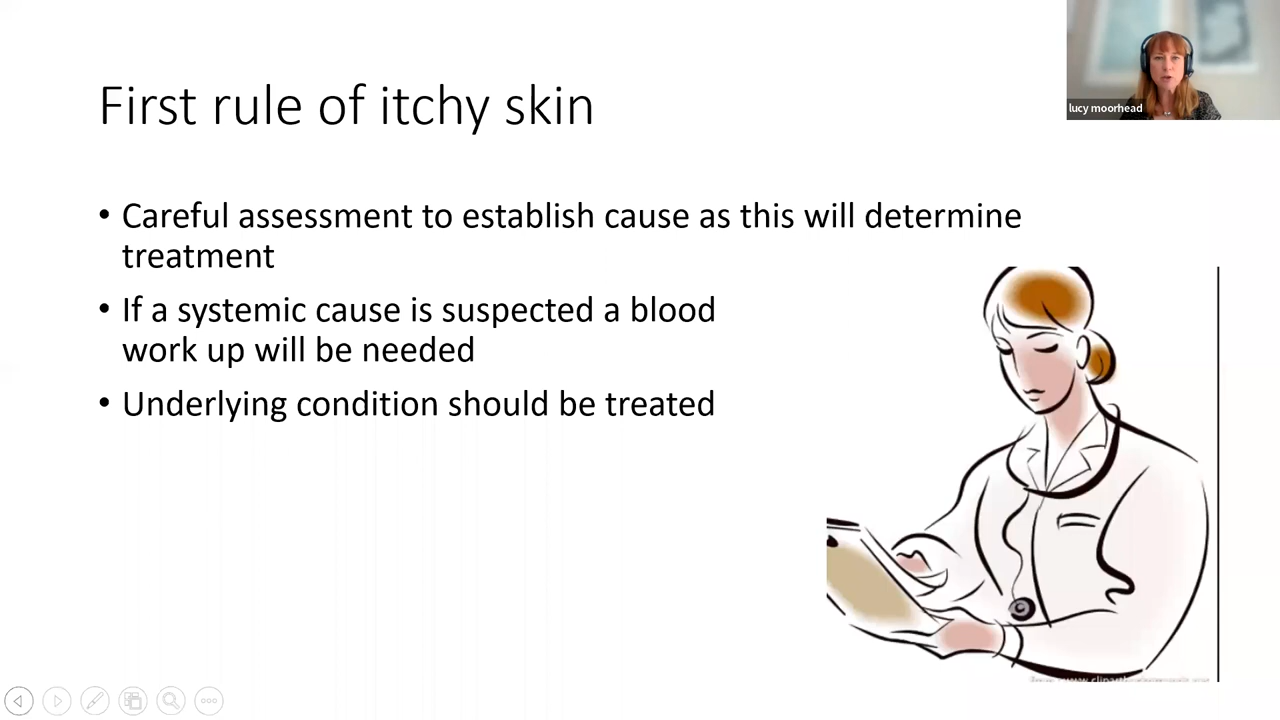 lucy moorhead
First rule of itchy skin
• Careful assessment to establish cause as this will determine
treatment
• If a systemic cause is suspected a blood
work up will be needed
• Underlying condition should be treated